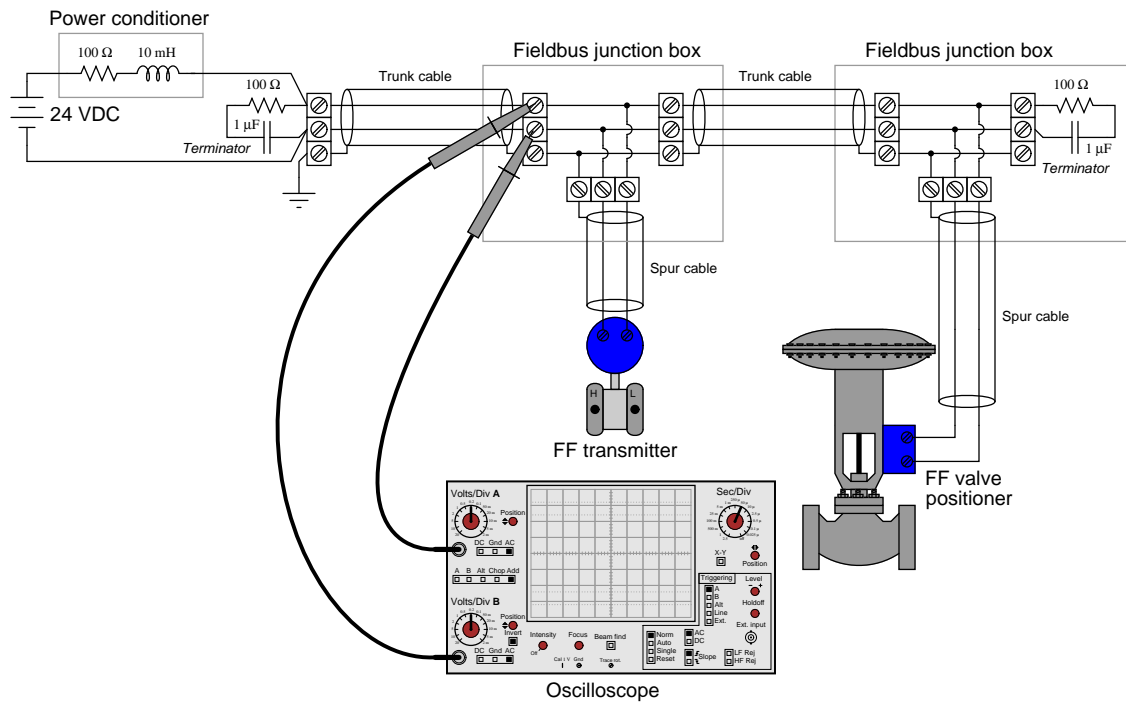 Power conditioner
100 Ω
10 mH
24 VDC
100 Ω
1 µF
Terminator
Trunk cable
Fieldbus junction box
Trunk cable
Fieldbus junction box
100 Ω
1 µF
Terminator
Spur cable
Spur cable
H
L
FF transmitter
FF valve
positioner
Volts/Div A
Position
DC Gnd AC
A B Alt Chop Add
Volts/Div B
Position
Invert
DC Gnd AC
Intensity
Off
Focus
Beam find
Cal 1 V Gnd
Trace rot.
Sec/Div
X-Y
Position
Triggering
A
B
Alt
Line
Ext.
Level
- +
Holdoff
Ext. input
Norm
Auto
Single
Reset
AC
DC
Slope
LF Rej
HF Rej
Oscilloscope